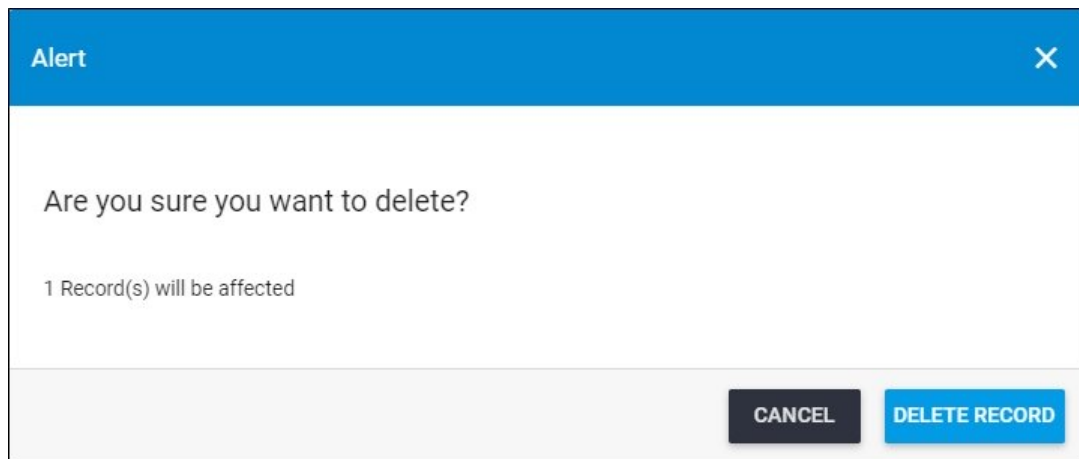 Alert
Are you sure you want to delete?
1 Record(s) will be affected
CANCEL
DELETE RECORD